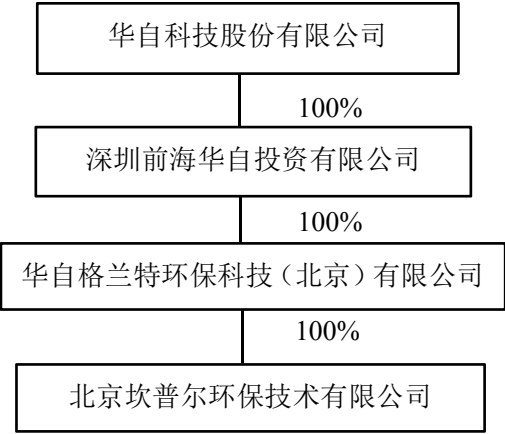 华自科技股份有限公司
100%
深圳前海华自投资有限公司
100%
华自格兰特环保科技（北京）有限公司
100%
北京坎普尔环保技术有限公司